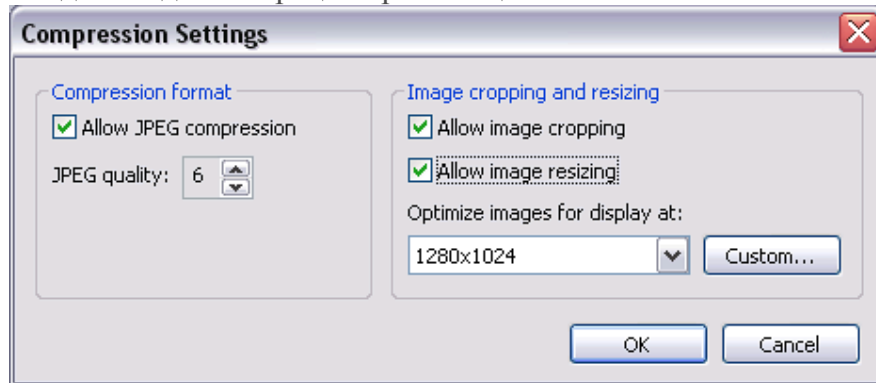 Compression Settings
Compression format
Allow JPEG compression
JPEG quality: 6
Image cropping and resizing
Allow image cropping
Allow image resizing
Optimize images for display at:
1280x1024
Custom...
OK
Cancel